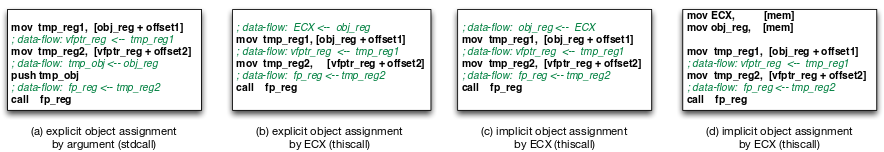 mov tmp_reg1, [obj_reg + offset1]
; data-flow: vfptr_reg <-- tmp_reg1
mov tmp_reg2, [vfptr_reg + offset2]
; data-flow: tmp_obj <-- obj_reg
push tmp_obj
; data-flow: fp_reg <-- tmp_reg2
call fp_reg
(a) explicit object assignment
by argument (stdcall)
; data-flow: ECX <-- obj_reg
mov tmp_reg1, [obj_reg + offset1]
; data-flow: vfptr_reg <-- tmp_reg1
mov tmp_reg2, [vfptr_reg + offset2]
; data-flow: fp_reg <-- tmp_reg2
call fp_reg
(b) explicit object assignment
by ECX (thiscall)
; data-flow: obj_reg <-- ECX
mov tmp_reg1, [obj_reg + offset1]
; data-flow: vfptr_reg <-- tmp_reg1
mov tmp_reg2, [vfptr_reg + offset2]
; data-flow: fp_reg <-- tmp_reg2
call fp_reg
(c) implicit object assignment
by ECX (thiscall)
mov ECX, [mem]
mov obj_reg, [mem]
mov tmp_reg1, [obj_reg + offset1]
; data-flow: vfptr_reg <-- tmp_reg1
mov tmp_reg2, [vfptr_reg + offset2]
; data-flow: fp_reg <-- tmp_reg2
call fp_reg
(d) implicit object assignment
by ECX (thiscall)